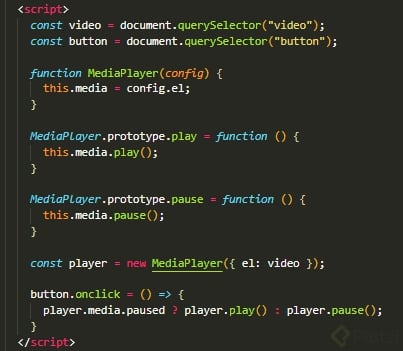 <script>
const video = document.querySelector("video");
const button = document.querySelector("button");
function MediaPlayer(config) {
this.media = config.el;
}
MediaPlayer.prototype.play = function () {
this.media.play();
}
MediaPlayer.prototype.pause = function () {
this.media.pause();
}
const player = new MediaPlayer({ el: video });
button.onclick = () => {
player.media.paused ? player.play() : player.pause();
}
</script>